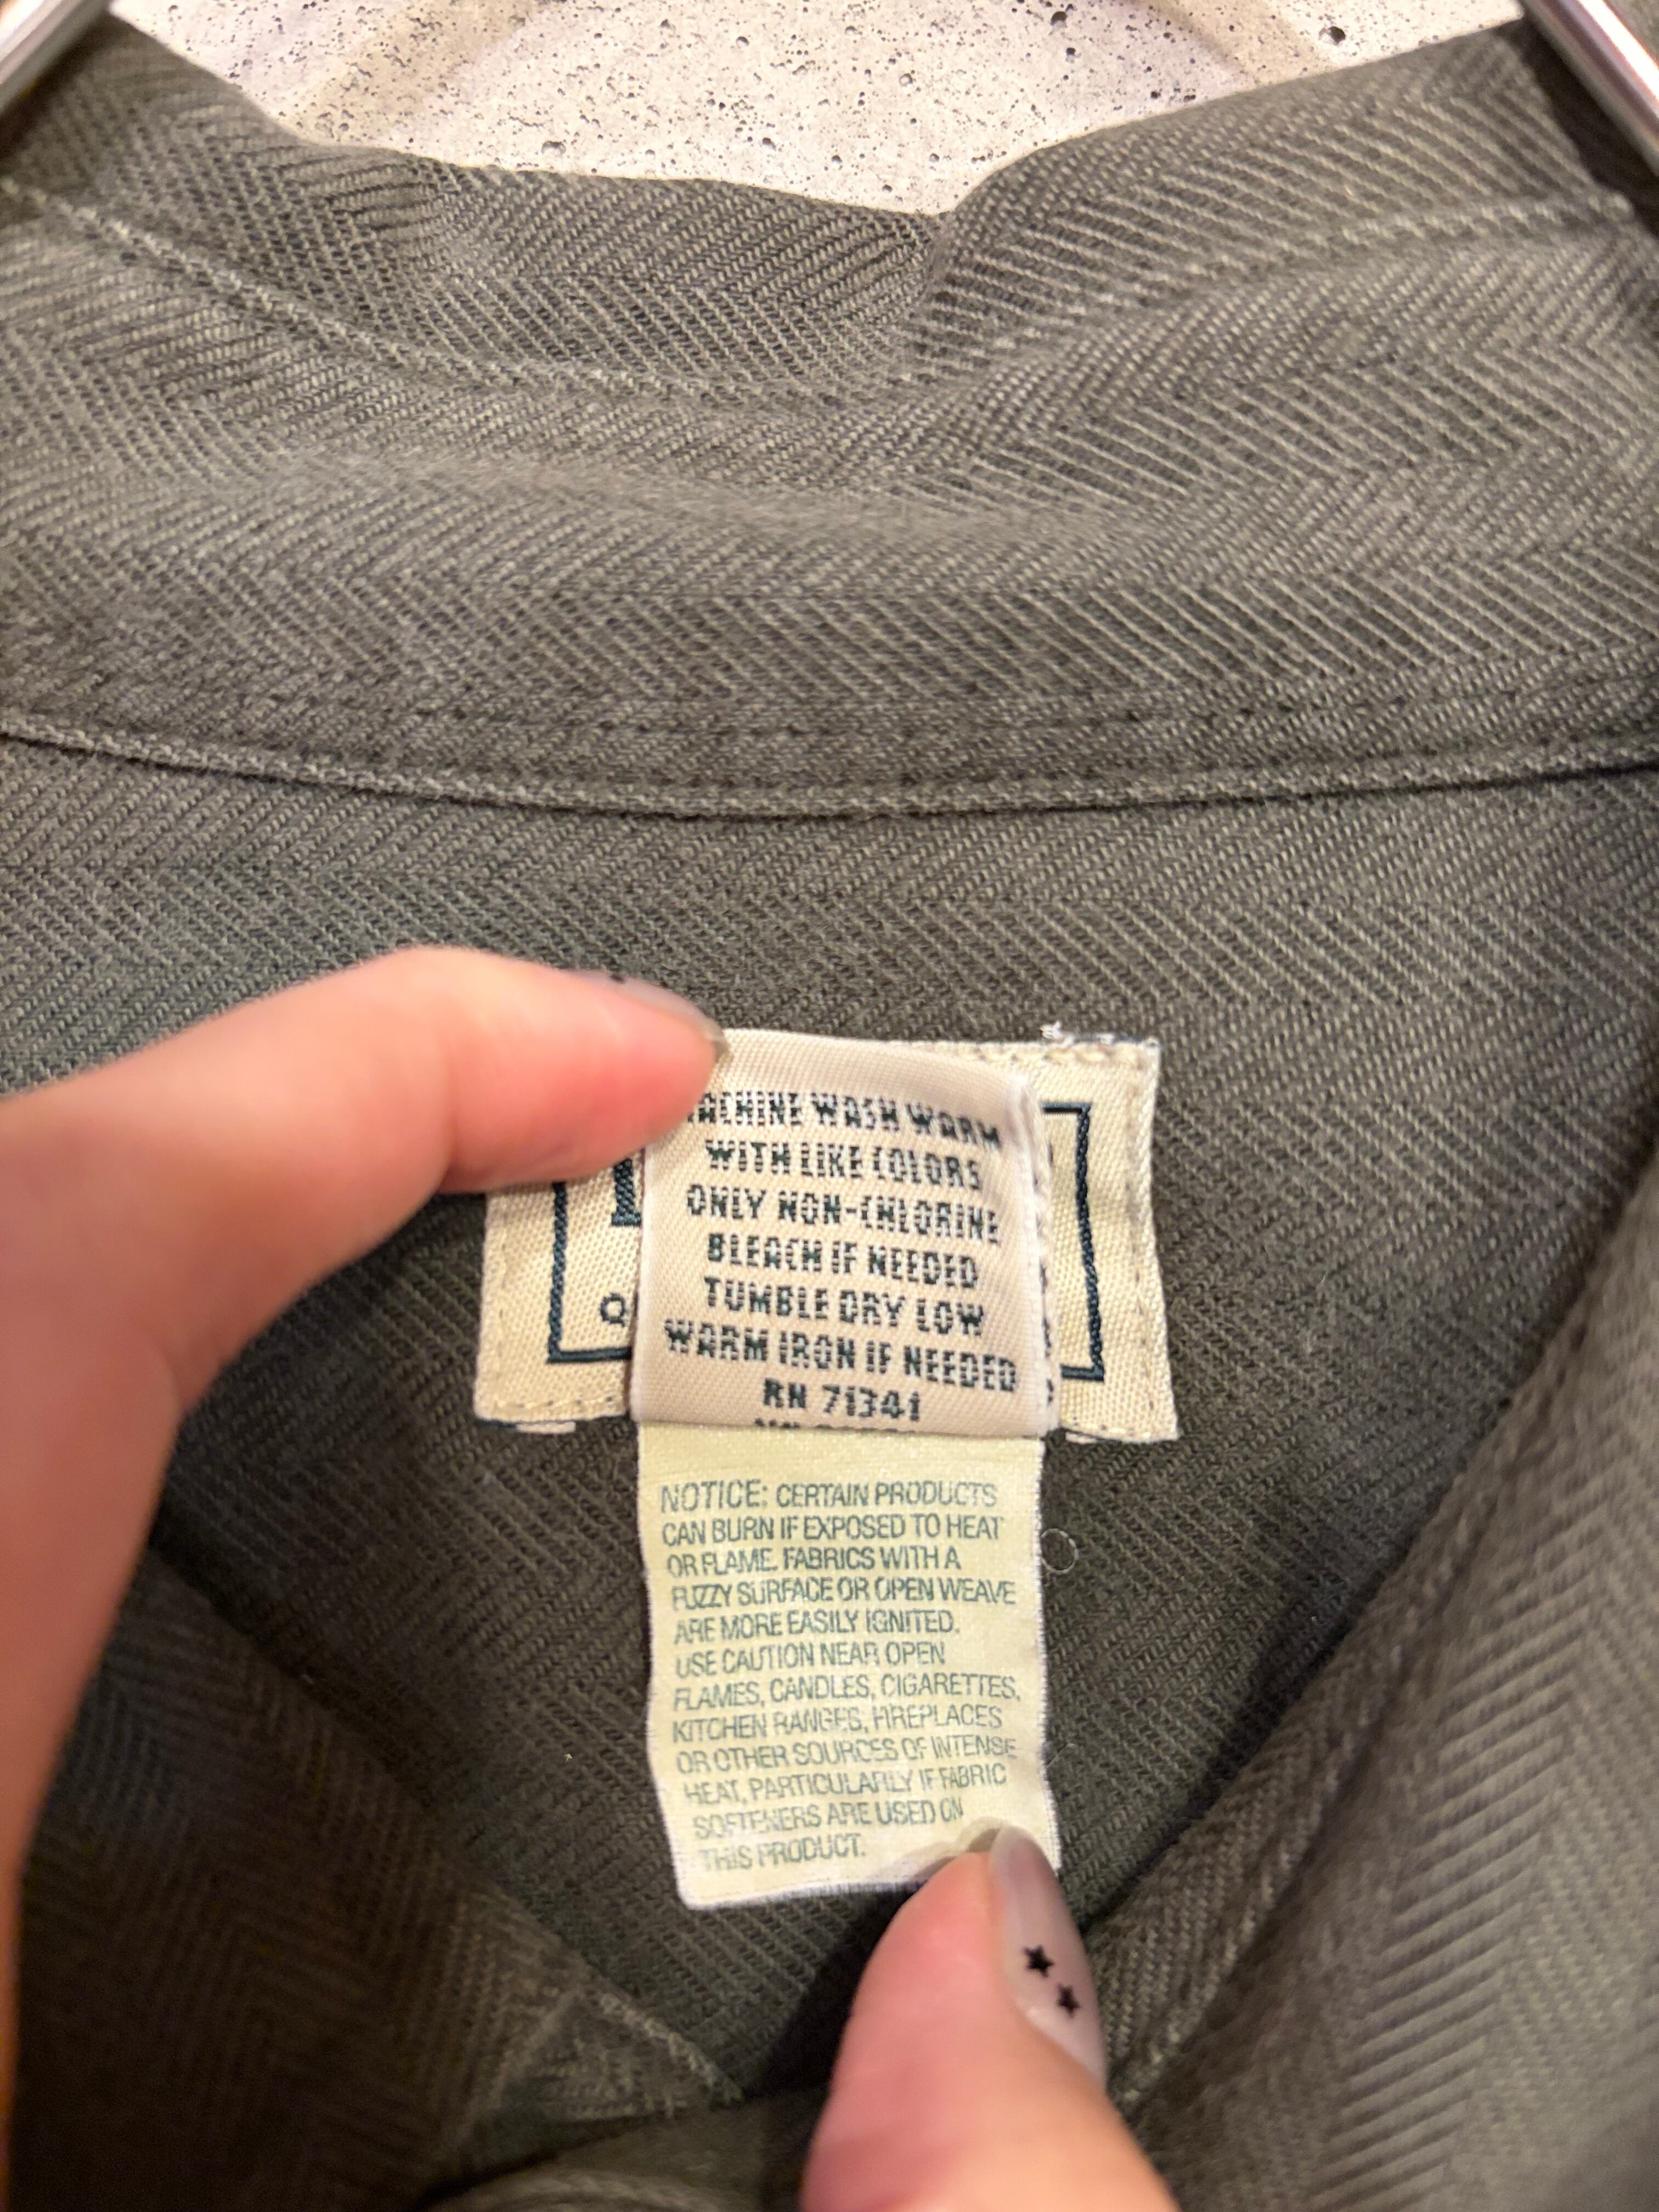 MACHINE WASH WARM
WITH LIKE COLORS
ONLY NON-CHLORINE
BLEACH IF NEEDED
TUMBLE DRY LOW
WARM IRON IF NEEDED
RN 71341
NOTICE: CERTAIN PRODUCTS
CAN BURN IF EXPOSED TO HEAT
OR FLAME. FABRICS WITH A
FUZZY SURFACE OR OPEN WEAVE
ARE MORE EASILY IGNITED.
USE CAUTION NEAR OPEN
FLAMES, CANDLES, CIGARETTES,
KITCHEN RANGES, FIREPLACES
OR OTHER SOURCES OF INTENSE
HEAT, PARTICULARLY IF FABRIC
SOFTENERS ARE USED ON
THIS PRODUCT.